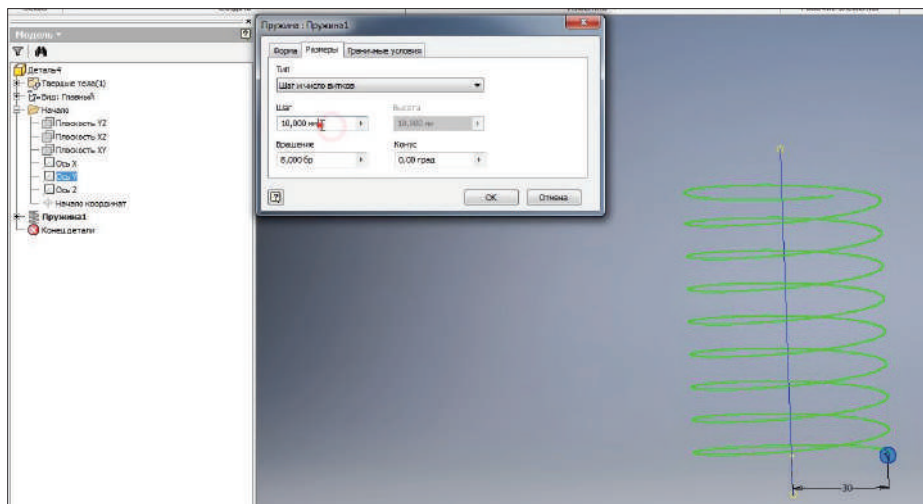 Модель
Деталь4
Твердые тела(1)
Вид: Главный
Начало
Плоскость YZ
Плоскость XZ
Плоскость XY
Ось X
Ось Y
Ось Z
Начало координат
Пружина1
Конец детали
Пружина : Пружина1
Форма Размеры Граничные условия
Тип
Шаг и число витков
Шаг Высота
10,000 мм 10,000 мм
Вращение Конус
8,000 бр 0,00 град
OK Отмена
30